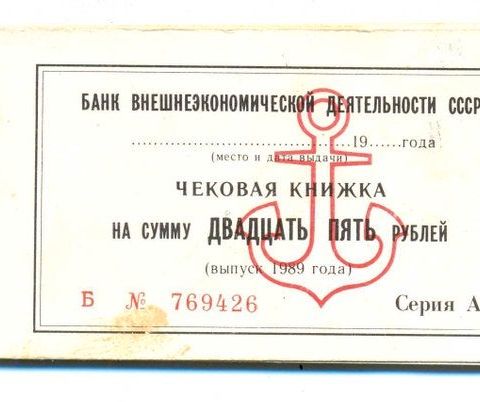 БАНК ВНЕШНЕЭКОНОМИЧЕСКОЙ ДЕЯТЕЛЬНОСТИ СССР
........................................19......года
(место и дата выдачи)
ЧЕКОВАЯ КНИЖКА
НА СУММУ ДВАДЦАТЬ ПЯТЬ РУБЛЕЙ
(выпуск 1989 года)
Б № 769426 Серия А